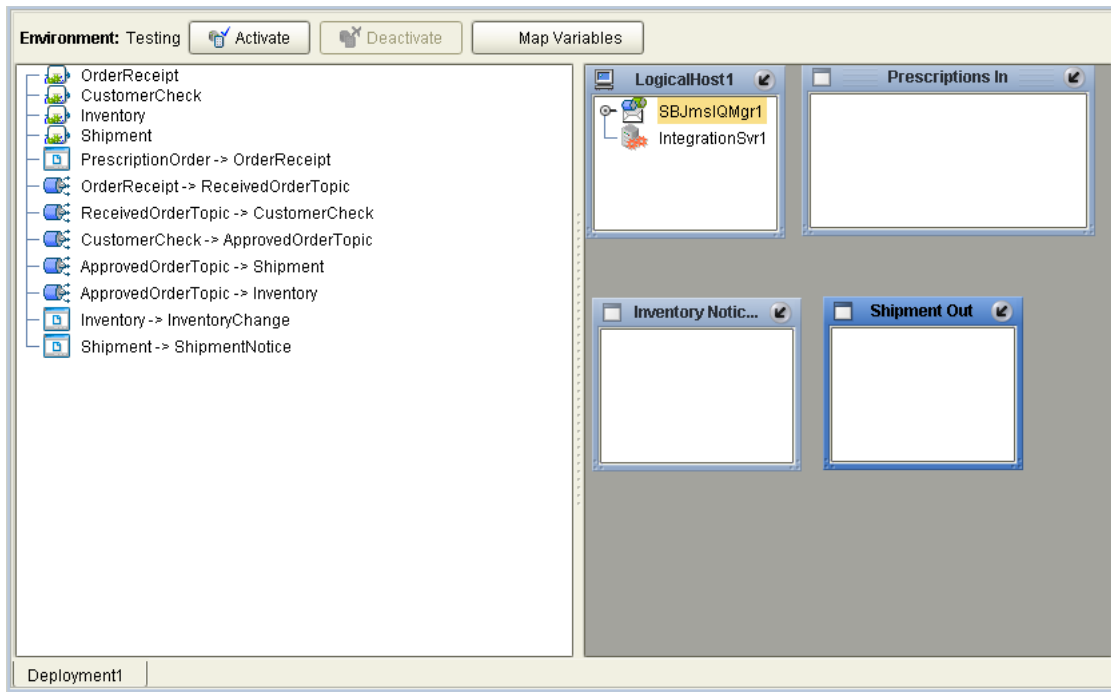 Environment: Testing Activate Deactivate Map Variables
OrderReceipt
CustomerCheck
Inventory
Shipment
PrescriptionOrder -> OrderReceipt
OrderReceipt -> ReceivedOrderTopic
ReceivedOrderTopic -> CustomerCheck
CustomerCheck -> ApprovedOrderTopic
ApprovedOrderTopic -> Shipment
ApprovedOrderTopic -> Inventory
Inventory -> InventoryChange
Shipment -> ShipmentNotice
LogicalHost1
SBJmsIQMgr1
IntegrationSvr1
Prescriptions In
Inventory Notic...
Shipment Out
Deployment1